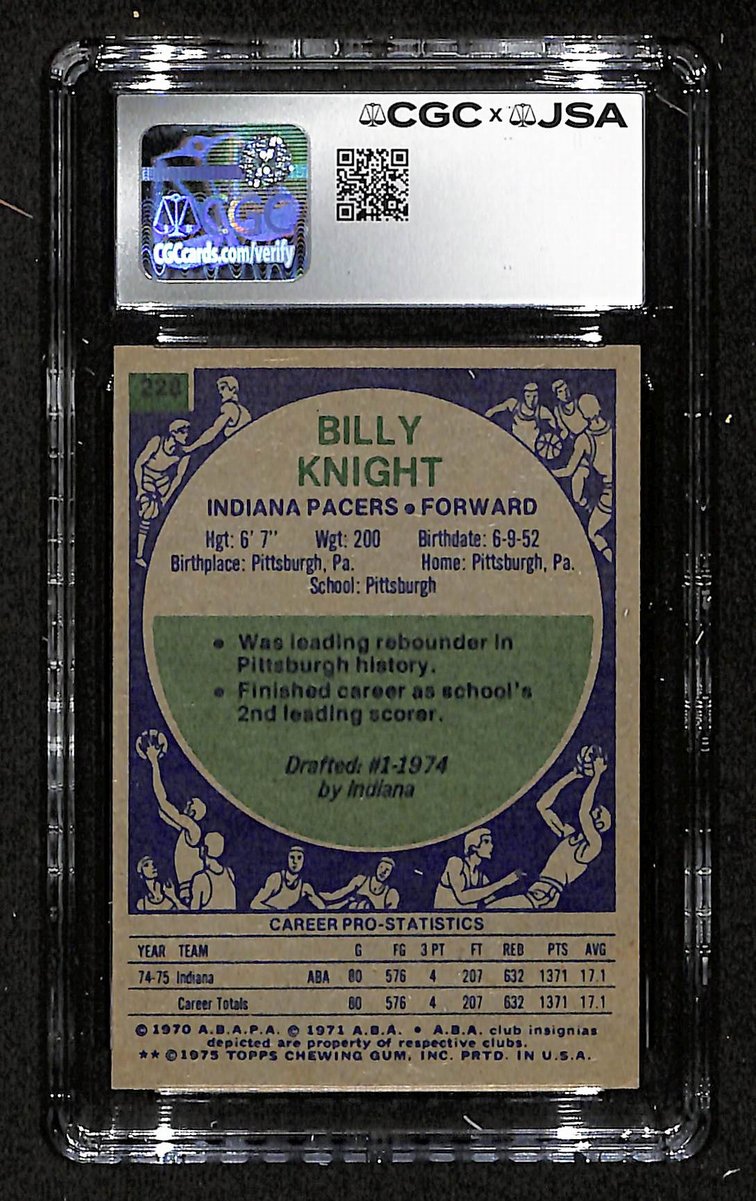 CGC x JSA
CGC
CGCcards.com/verify
228
BILLY
KNIGHT
INDIANA PACERS • FORWARD
Hgt: 6' 7" Wgt: 200 Birthdate: 6-9-52
Birthplace: Pittsburgh, Pa. Home: Pittsburgh, Pa.
School: Pittsburgh
• Was leading rebounder in
Pittsburgh history.
• Finished career as school's
2nd leading scorer.
Drafted: #1-1974
by Indiana
CAREER PRO-STATISTICS
YEAR TEAM G FG 3 PT FT REB PTS AVG
74-75 Indiana ABA 80 576 4 207 632 1371 17.1
Career Totals 80 576 4 207 632 1371 17.1
© 1970 A.B.A.P.A. © 1971 A.B.A. • A.B.A. club insignias
depicted are property of respective clubs.
★★ ©1975 TOPPS CHEWING GUM, INC. PRTD. IN U.S.A.